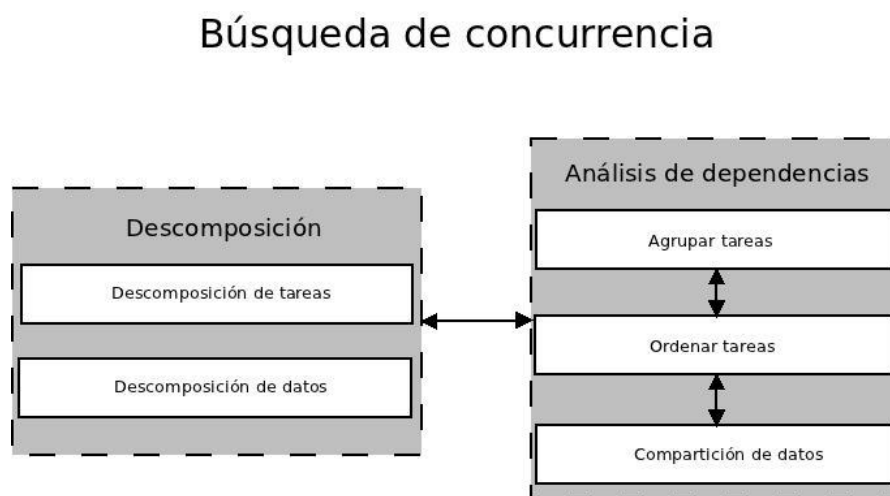 Búsqueda de concurrencia
Descomposición
Descomposición de tareas
Descomposición de datos
Análisis de dependencias
Agrupar tareas
Ordenar tareas
Compartición de datos